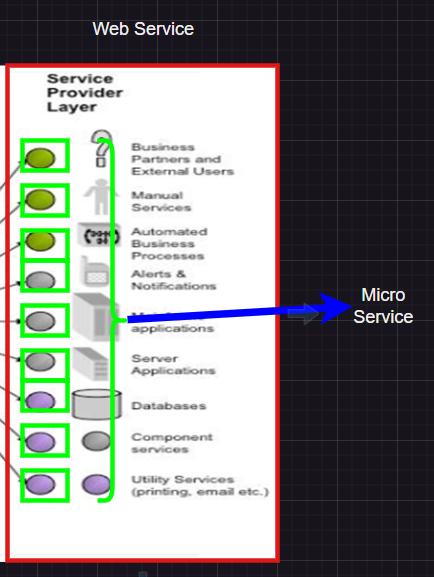 Web Service
Service
Provider
Layer
Business
Partners and
External Users
Manual
Services
Automated
Business
Processes
Alerts &
Notifications
applications
Server
Applications
Databases
Component
services
Utility Services
(printing, email etc.)
Micro
Service